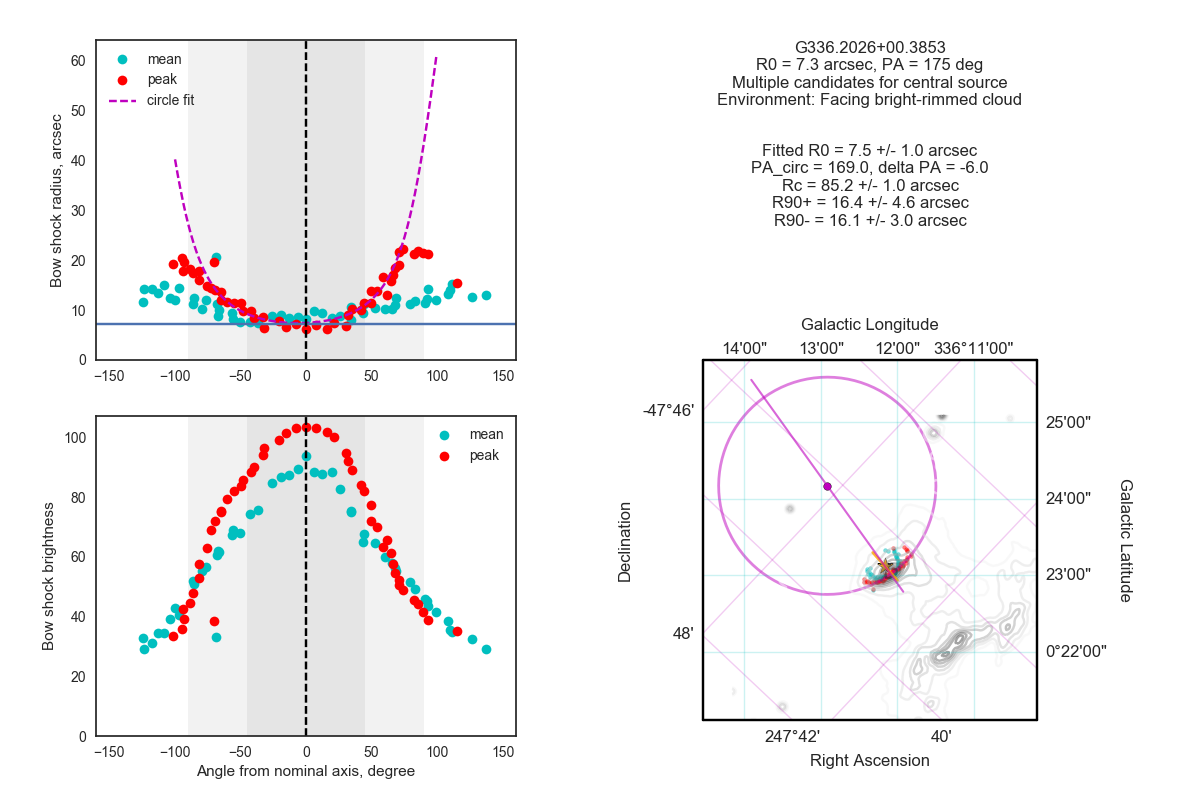 G336.2026+00.3853
R0 = 7.3 arcsec, PA = 175 deg
Multiple candidates for central source
Environment: Facing bright-rimmed cloud
Fitted R0 = 7.5 +/- 1.0 arcsec
PA_circ = 169.0, delta PA = -6.0
Rc = 85.2 +/- 1.0 arcsec
R90+ = 16.4 +/- 4.6 arcsec
R90- = 16.1 +/- 3.0 arcsec
mean
peak
circle fit
Bow shock radius, arcsec
60
50
40
30
20
10
0
−150 −100 −50 0 50 100 150
mean
peak
Bow shock brightness
100
80
60
40
20
0
−150 −100 −50 0 50 100 150
Angle from nominal axis, degree
Galactic Longitude
14'00" 13'00" 12'00" 336°11'00"
-47°46'
48'
Declination
25'00"
24'00"
23'00"
0°22'00"
Galactic Latitude
247°42' 40'
Right Ascension